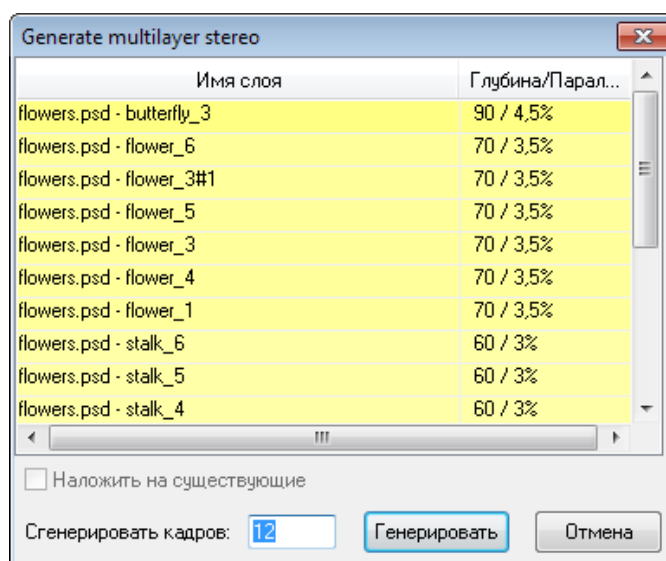 Generate multilayer stereo
Имя слоя Глубина/Парал...
flowers.psd - butterfly_3 90 / 4,5%
flowers.psd - flower_6 70 / 3,5%
flowers.psd - flower_3#1 70 / 3,5%
flowers.psd - flower_5 70 / 3,5%
flowers.psd - flower_3 70 / 3,5%
flowers.psd - flower_4 70 / 3,5%
flowers.psd - flower_1 70 / 3,5%
flowers.psd - stalk_6 60 / 3%
flowers.psd - stalk_5 60 / 3%
flowers.psd - stalk_4 60 / 3%
Наложить на существующие
Сгенерировать кадров: 12 Генерировать Отмена